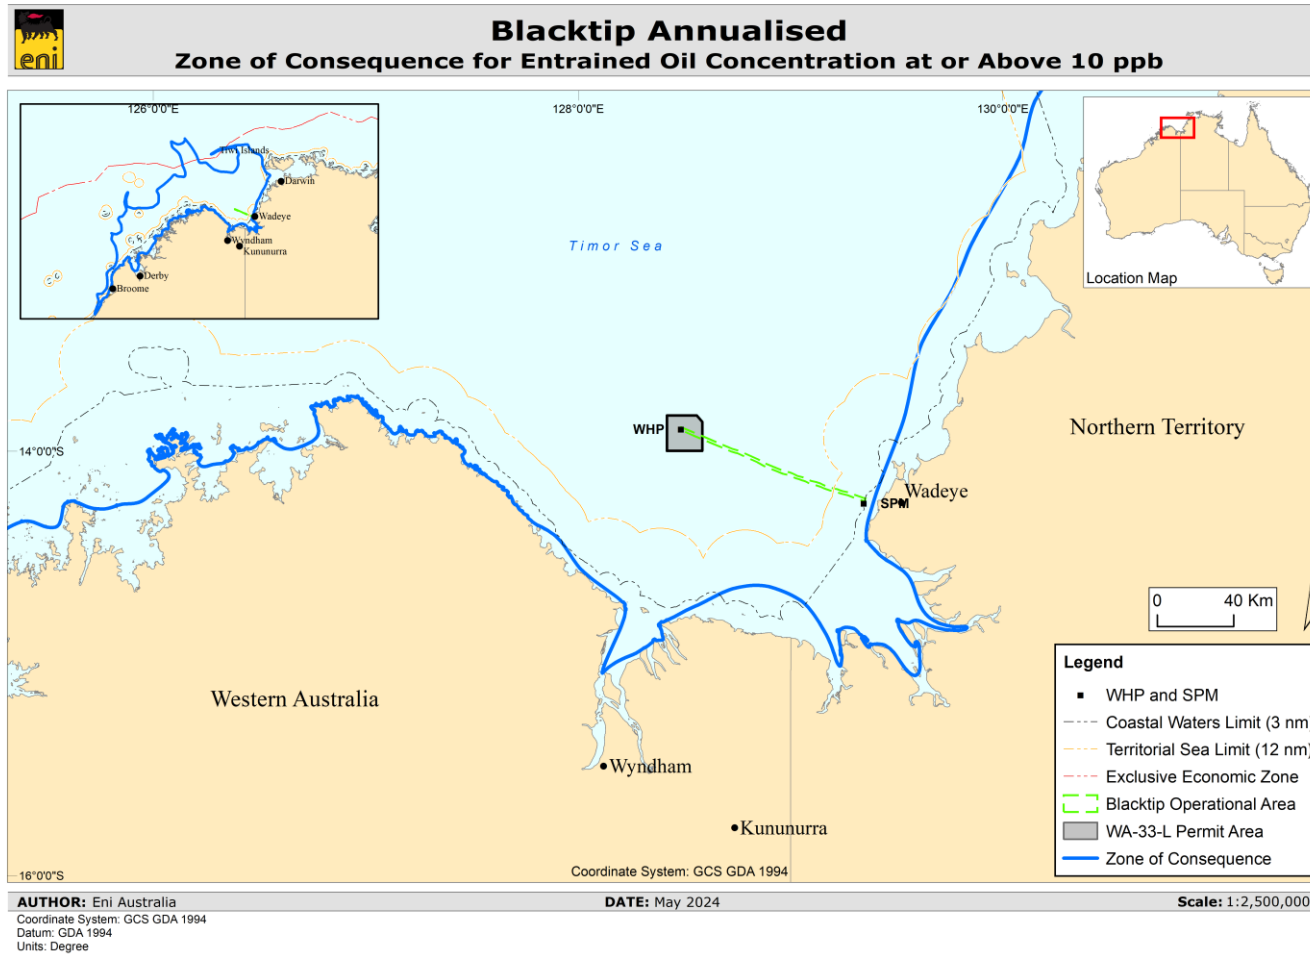 eni
Blacktip Annualised
Zone of Consequence for Entrained Oil Concentration at or Above 10 ppb
126°0'0"E
128°0'0"E
130°0'0"E
Tiwi Islands
Darwin
Wadeye
Wyndham
Kununurra
Derby
Broome
Timor Sea
Location Map
WHP
14°0'0"S
Northern Territory
SPM
Wadeye
0 40 Km
Western Australia
Wyndham
Kununurra
Legend
WHP and SPM
Coastal Waters Limit (3 nm)
Territorial Sea Limit (12 nm)
Exclusive Economic Zone
Blacktip Operational Area
WA-33-L Permit Area
Zone of Consequence
16°0'0"S
Coordinate System: GCS GDA 1994
AUTHOR: Eni Australia
DATE: May 2024
Scale: 1:2,500,000
Coordinate System: GCS GDA 1994
Datum: GDA 1994
Units: Degree